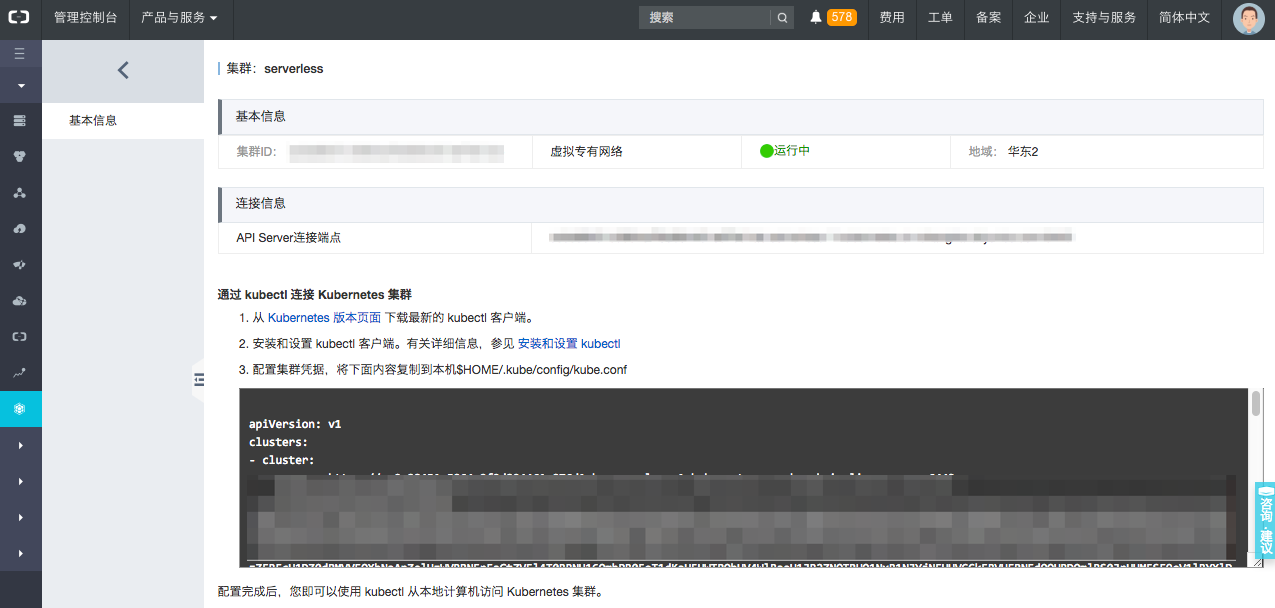 管理控制台 产品与服务 搜索 578 费用 工单 备案 企业 支持与服务 简体中文
集群：serverless
基本信息
基本信息
集群ID: 虚拟专有网络 运行中 地域： 华东2
连接信息
API Server连接端点
通过 kubectl 连接 Kubernetes 集群
1. 从 Kubernetes 版本页面 下载最新的 kubectl 客户端。
2. 安装和设置 kubectl 客户端。有关详细信息，参见 安装和设置 kubectl
3. 配置集群凭据，将下面内容复制到本机$HOME/.kube/config/kube.conf
apiVersion: v1
clusters:
- cluster:
咨询·建议
配置完成后，您即可以使用 kubectl 从本地计算机访问 Kubernetes 集群。